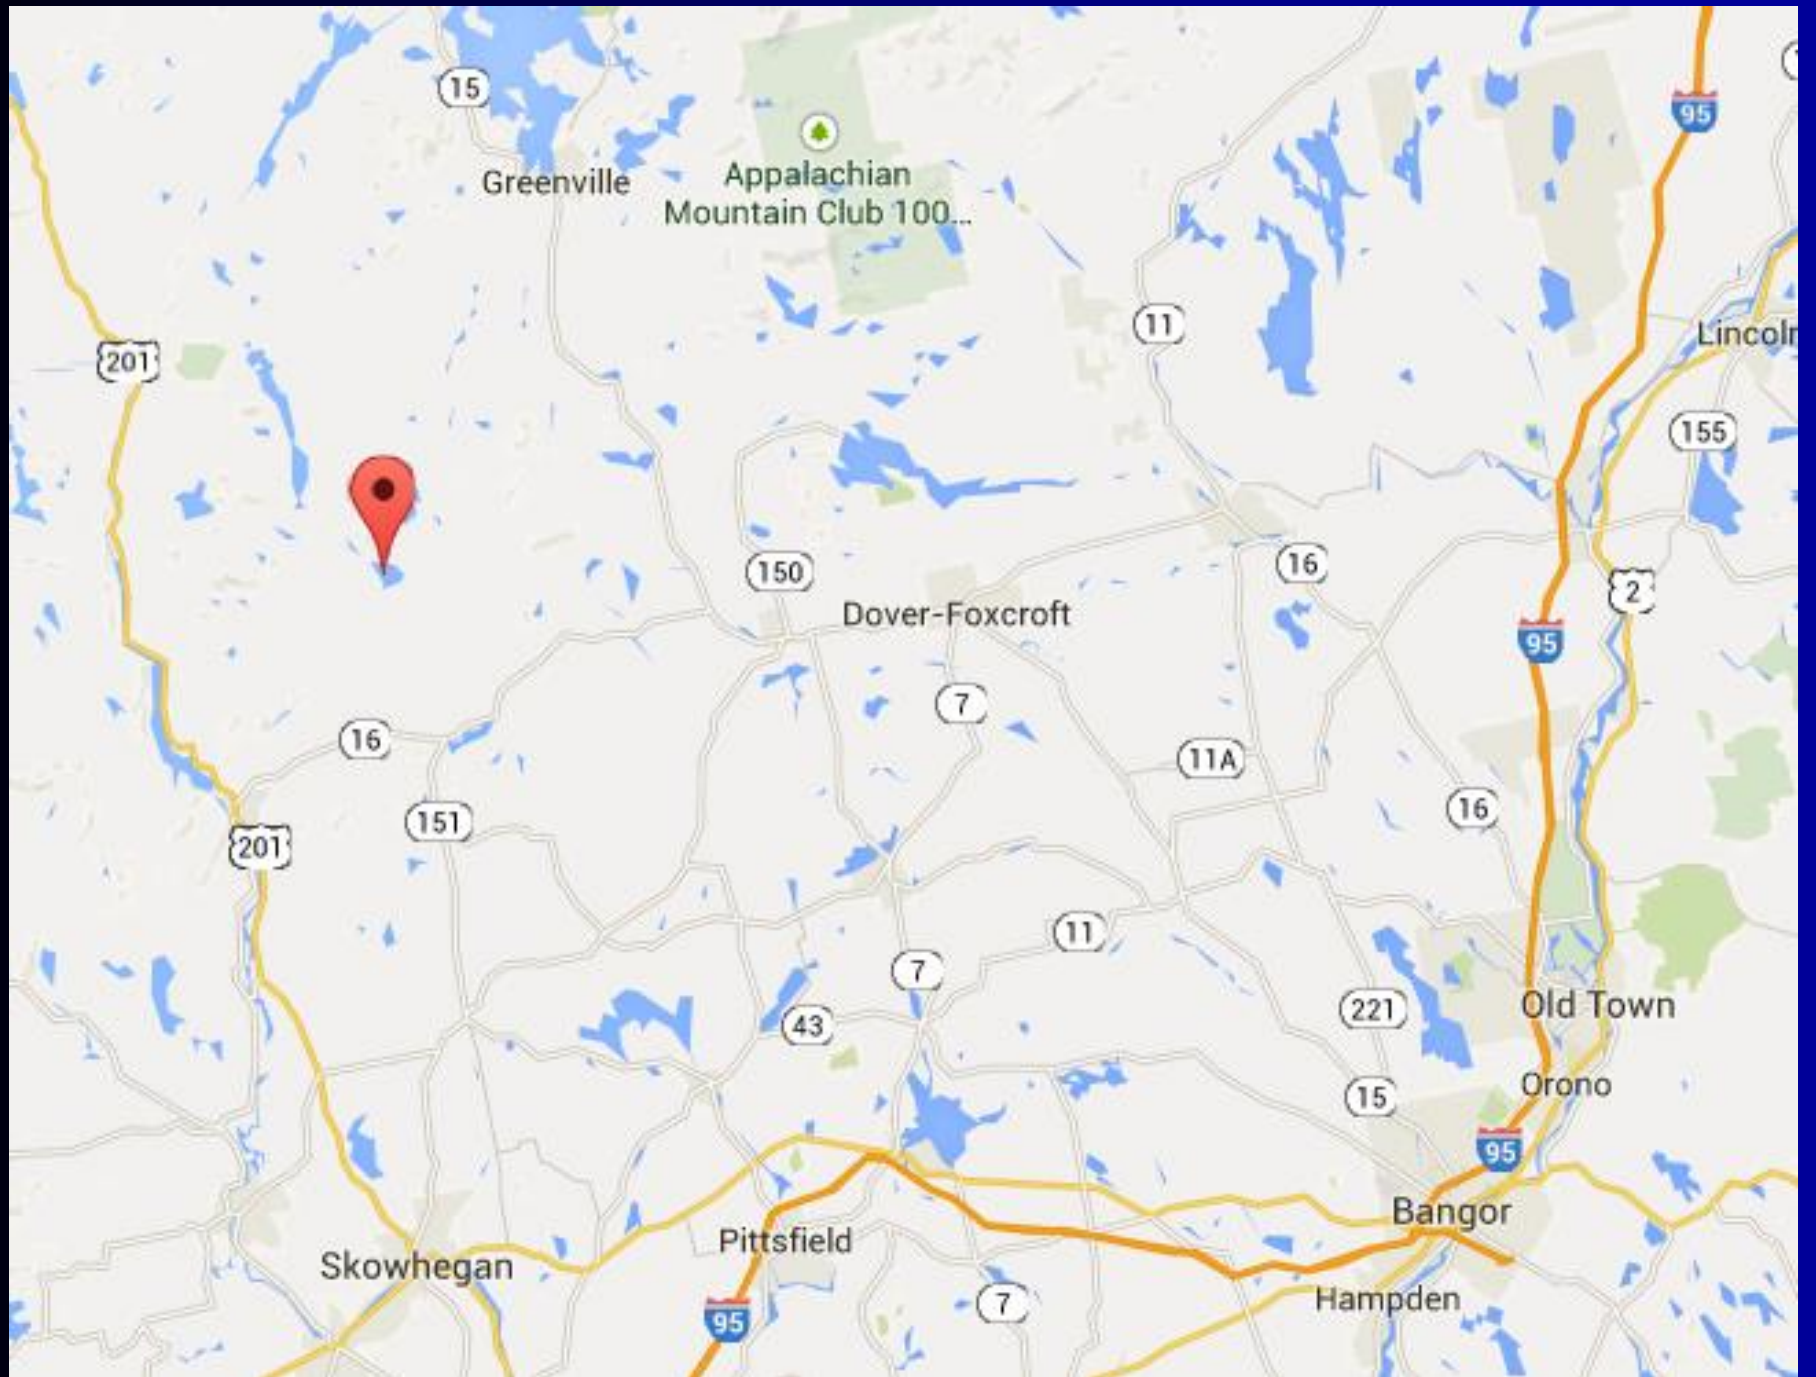 15
95
Greenville
Appalachian
Mountain Club 100...
11
Lincoln
201
155
150
16
2
Dover-Foxcroft
95
7
16
11A
16
151
201
11
7
43
221
Old Town
15
Orono
95
Bangor
Pittsfield
Skowhegan
Hampden
7
95